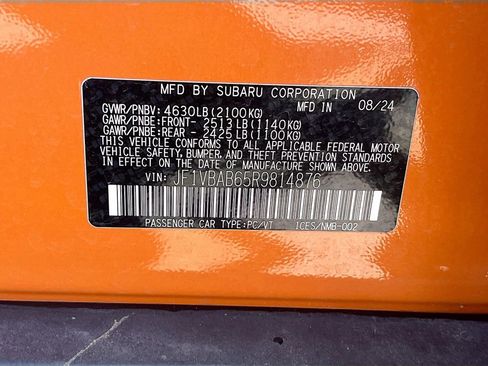 MFD BY SUBARU CORPORATION
GVWR/PNBV: 4630LB(2100KG) MFD IN 08/24
GAWR/PNBE:FRONT- 2513LB(1140KG)
GAWR/PNBE:REAR - 2425LB(1100KG)
THIS VEHICLE CONFORMS TO ALL APPLICABLE FEDERAL MOTOR
VEHICLE SAFETY, BUMPER, AND THEFT PREVENTION STANDARDS
IN EFFECT ON THE DATE OF MANUFACTURE SHOWN ABOVE.
VIN: JF1VBAB65R9814876
PASSENGER CAR TYPE:PC/VT ICES/NMB-002